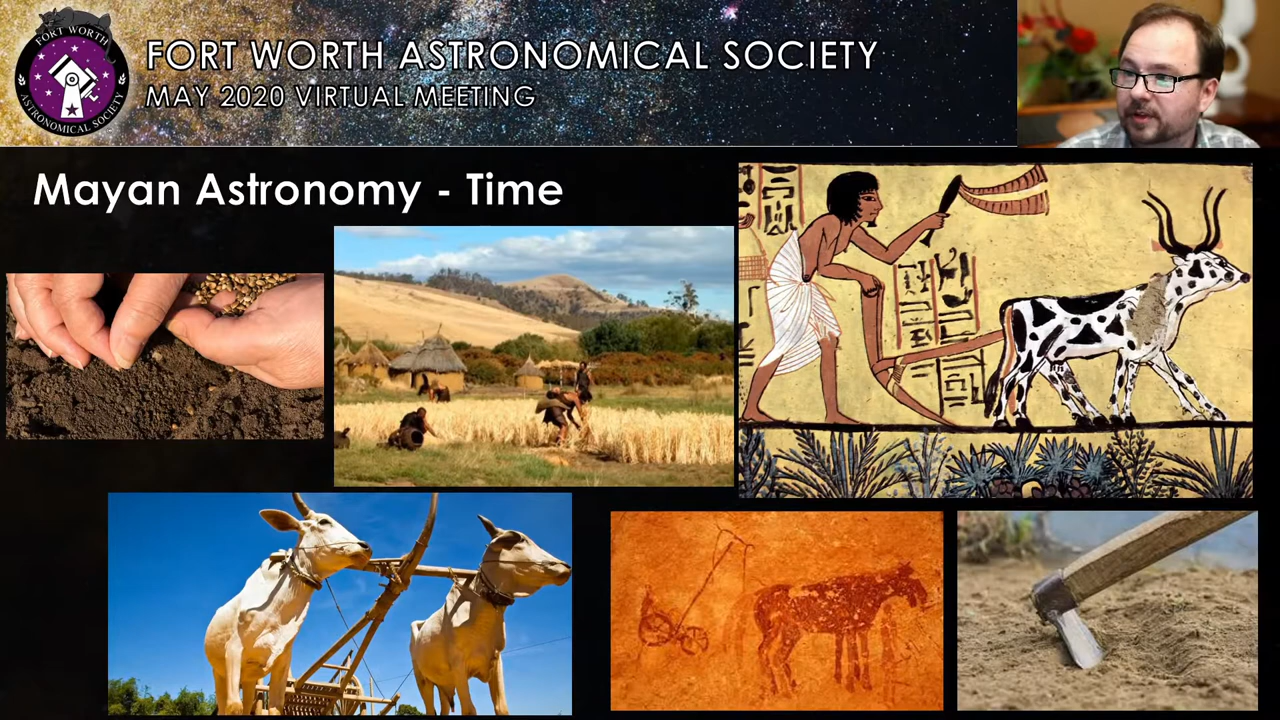 FORT WORTH
ASTRONOMICAL SOCIETY
FORT WORTH ASTRONOMICAL SOCIETY
MAY 2020 VIRTUAL MEETING
Mayan Astronomy - Time